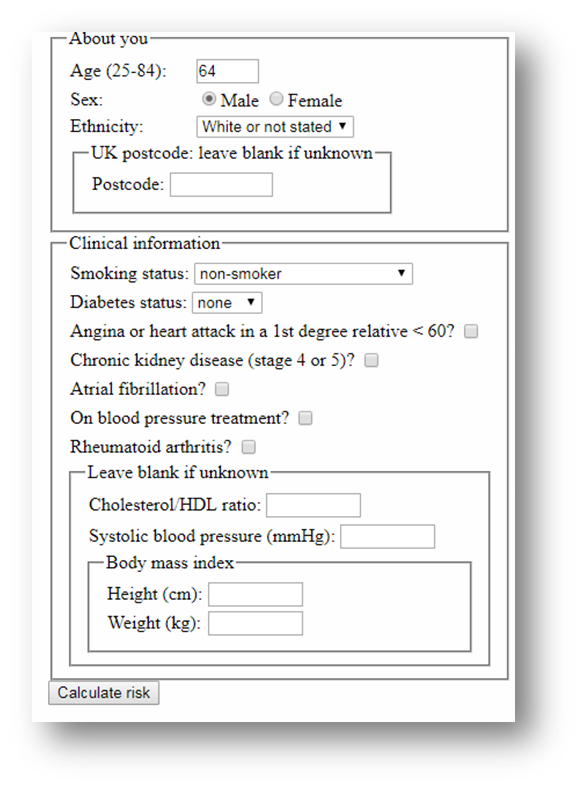 About you
Age (25-84): 64
Sex: Male Female
Ethnicity: White or not stated
UK postcode: leave blank if unknown
Postcode:
Clinical information
Smoking status: non-smoker
Diabetes status: none
Angina or heart attack in a 1st degree relative < 60?
Chronic kidney disease (stage 4 or 5)?
Atrial fibrillation?
On blood pressure treatment?
Rheumatoid arthritis?
Leave blank if unknown
Cholesterol/HDL ratio:
Systolic blood pressure (mmHg):
Body mass index
Height (cm):
Weight (kg):
Calculate risk